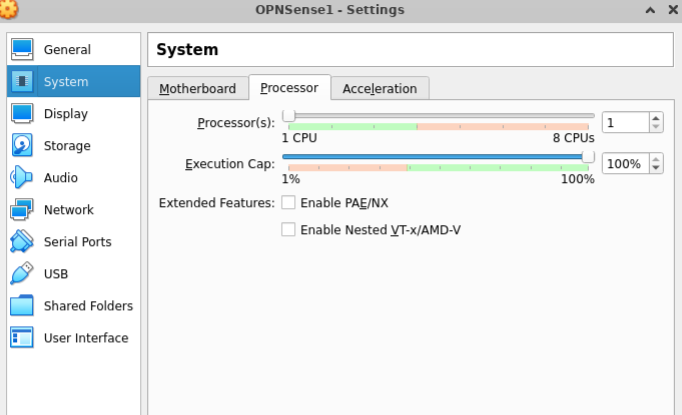 OPNSense1 - Settings
General
System
Display
Storage
Audio
Network
Serial Ports
USB
Shared Folders
User Interface
System
Motherboard Processor Acceleration
Processor(s): 1
1 CPU 8 CPUs
Execution Cap: 100%
1% 100%
Extended Features: Enable PAE/NX
Enable Nested VT-x/AMD-V